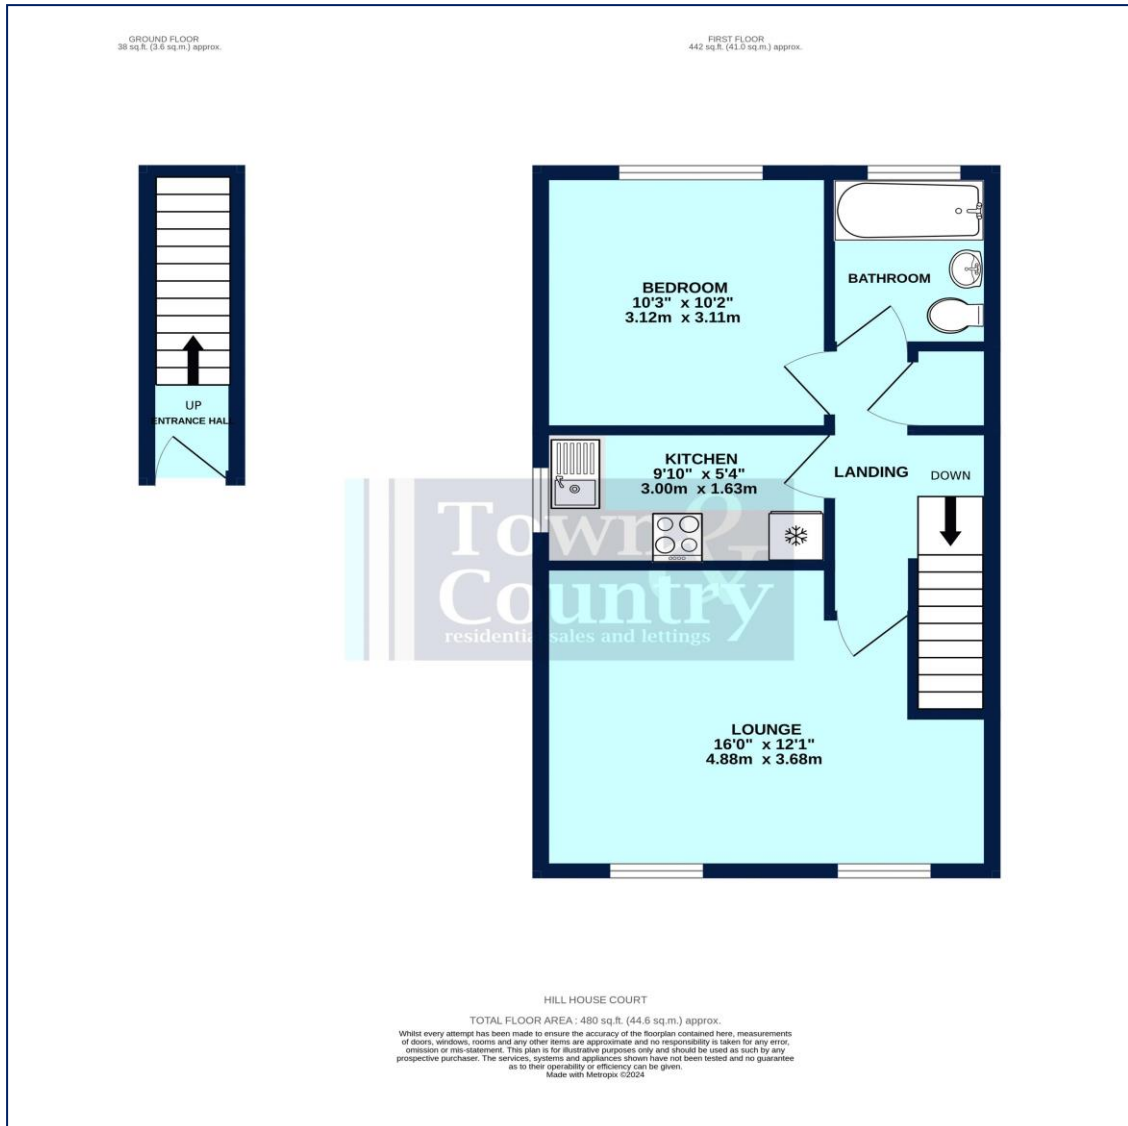 GROUND FLOOR
38 sq.ft. (3.6 sq.m.) approx.
FIRST FLOOR
442 sq.ft. (41.0 sq.m.) approx.
UP
ENTRANCE HALL
BEDROOM
10'3" x 10'2"
3.12m x 3.11m
BATHROOM
KITCHEN
9'10" x 5'4"
3.00m x 1.63m
LANDING
DOWN
Town &
Country
residential sales and lettings
LOUNGE
16'0" x 12'1"
4.88m x 3.68m
HILL HOUSE COURT
TOTAL FLOOR AREA : 480 sq.ft. (44.6 sq.m.) approx.
Whilst every attempt has been made to ensure the accuracy of the floorplan contained here, measurements
of doors, windows, rooms and any other items are approximate and no responsibility is taken for any error,
omission or mis-statement. This plan is for illustrative purposes only and should be used as such by any
prospective purchaser. The services, systems and appliances shown have not been tested and no guarantee
as to their operability or efficiency can be given.
Made with Metropix ©2024